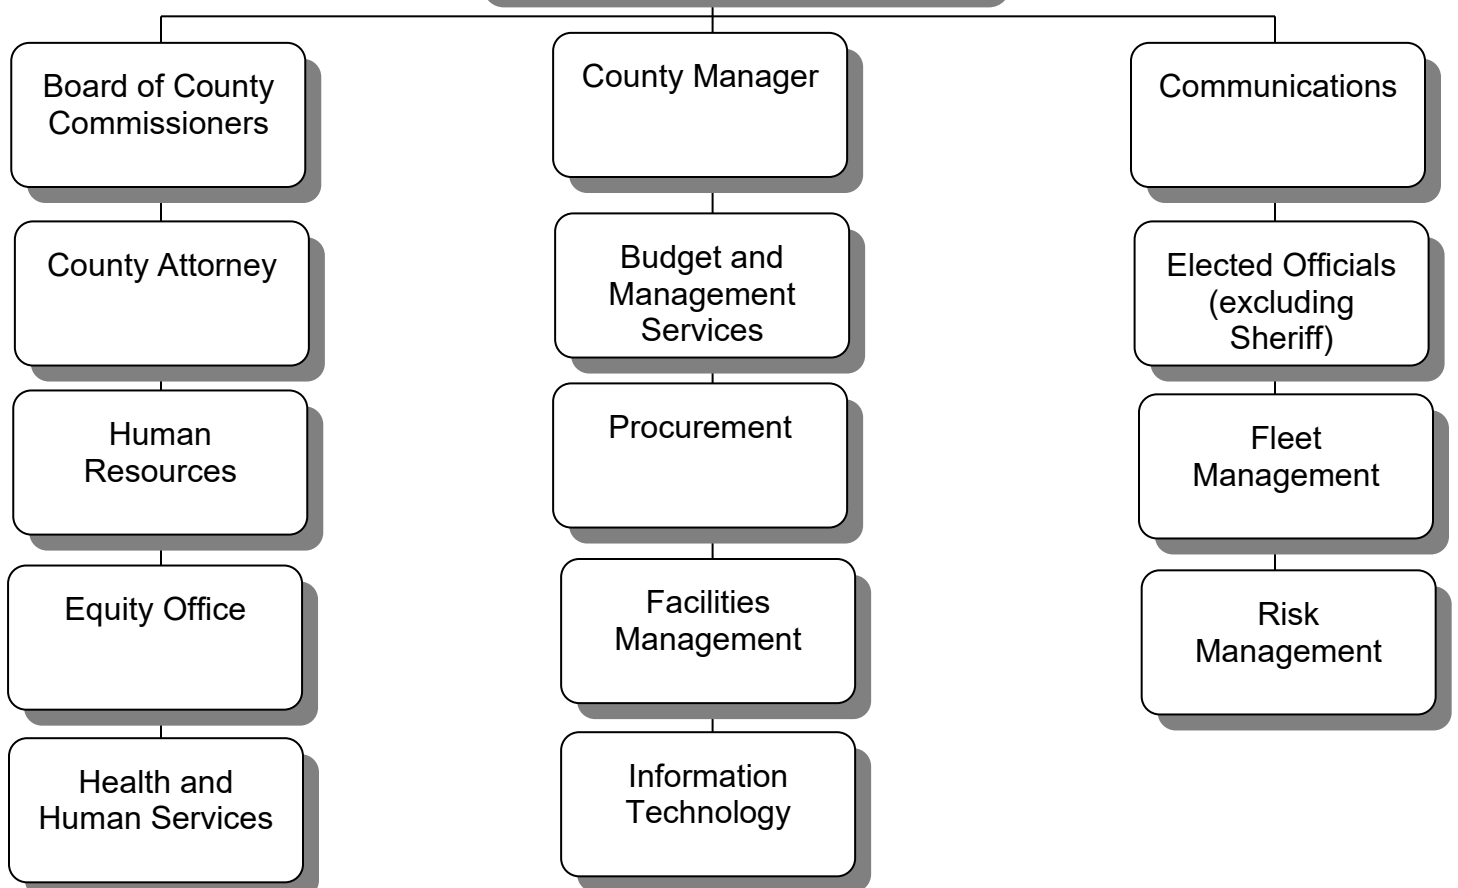 Board of County
Commissioners
County Attorney
Human
Resources
Equity Office
Health and
Human Services
County Manager
Budget and
Management
Services
Procurement
Facilities
Management
Information
Technology
Communications
Elected Officials
(excluding
Sheriff)
Fleet
Management
Risk
Management